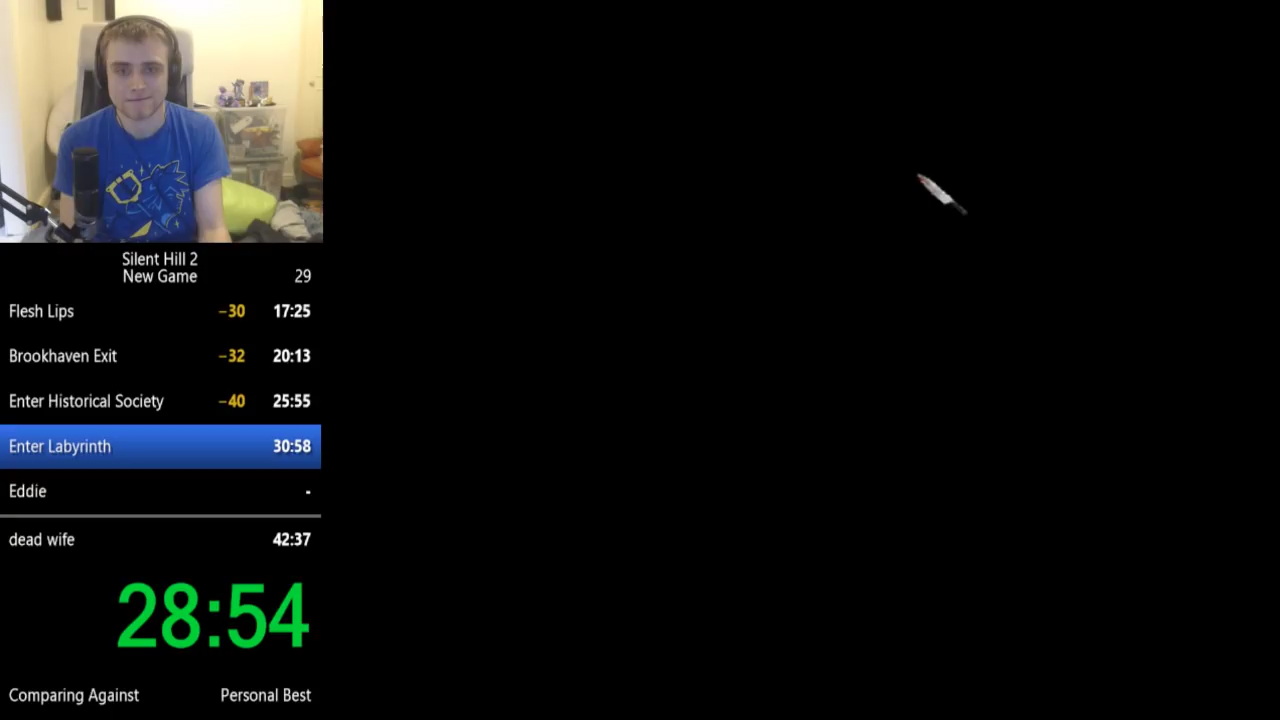 Silent Hill 2
New Game 29
Flesh Lips −30 17:25
Brookhaven Exit −32 20:13
Enter Historical Society −40 25:55
Enter Labyrinth 30:58
Eddie -
dead wife 42:37
28:54
Comparing Against Personal Best